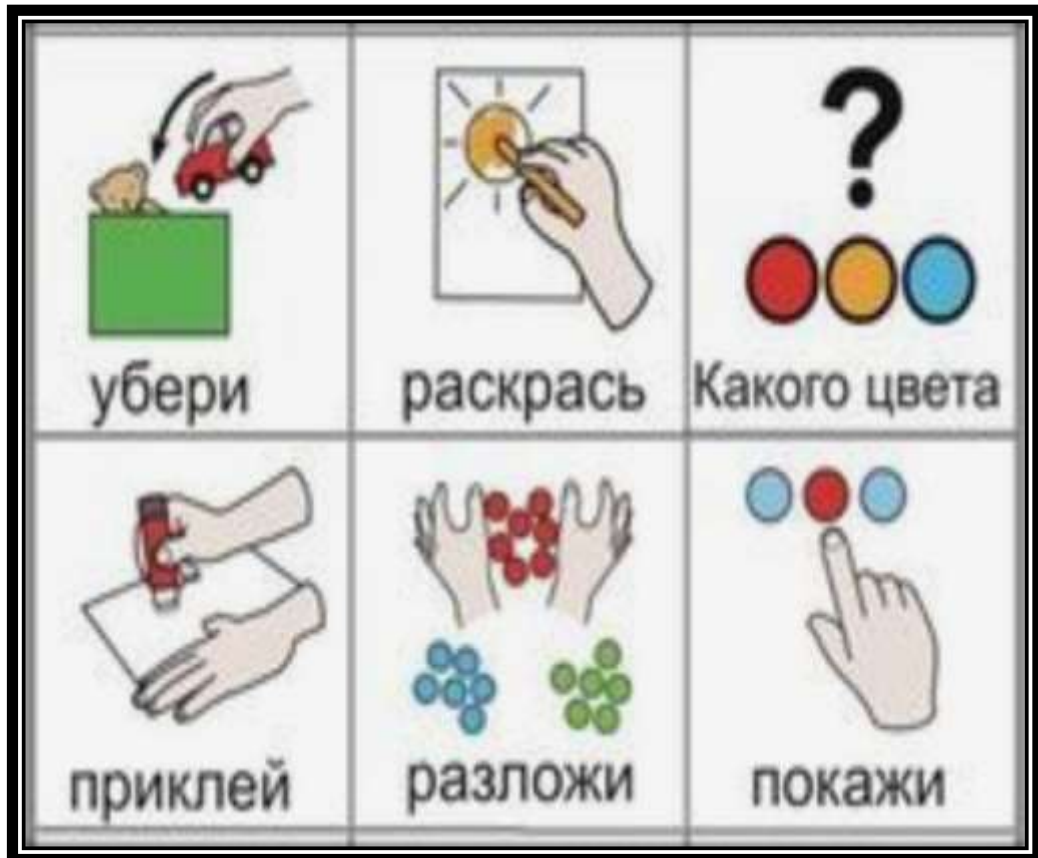 убери
раскрась
Какого цвета
приклей
разложи
покажи